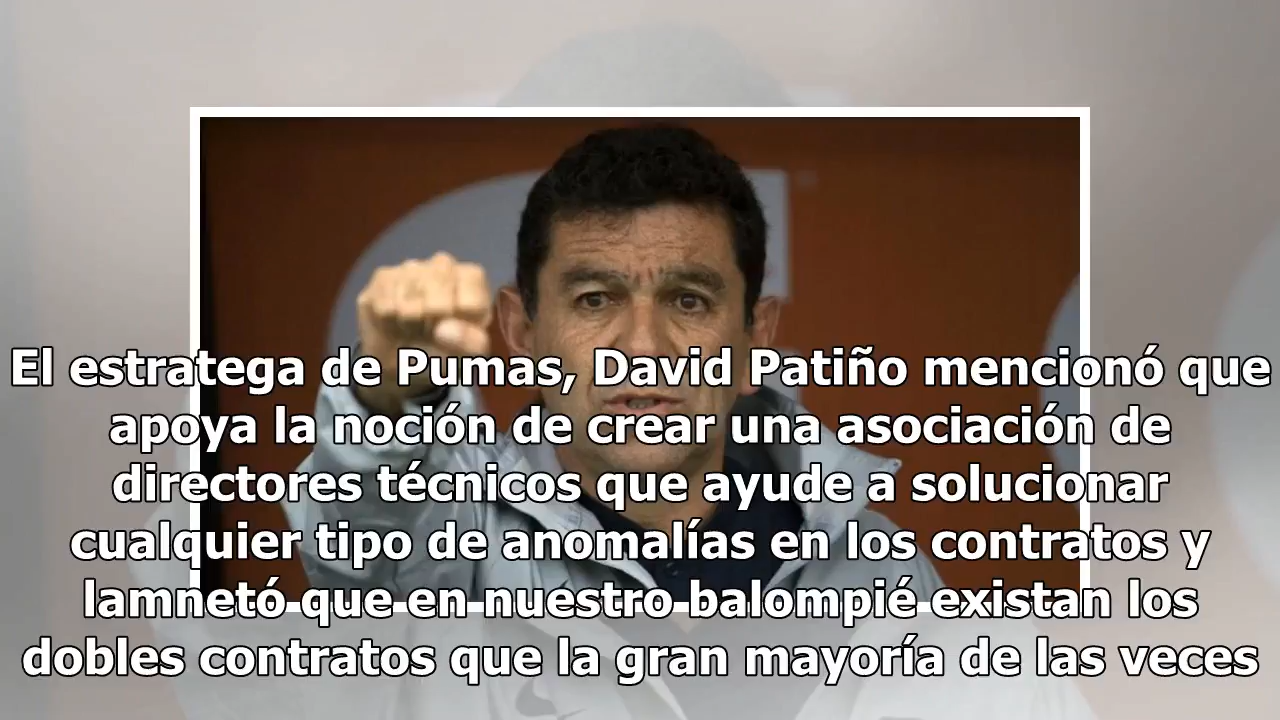 El estratega de Pumas, David Patiño mencionó que
apoya la noción de crear una asociación de
directores técnicos que ayude a solucionar
cualquier tipo de anomalías en los contratos y
lamnetó que en nuestro balompié existan los
dobles contratos que la gran mayoría de las veces